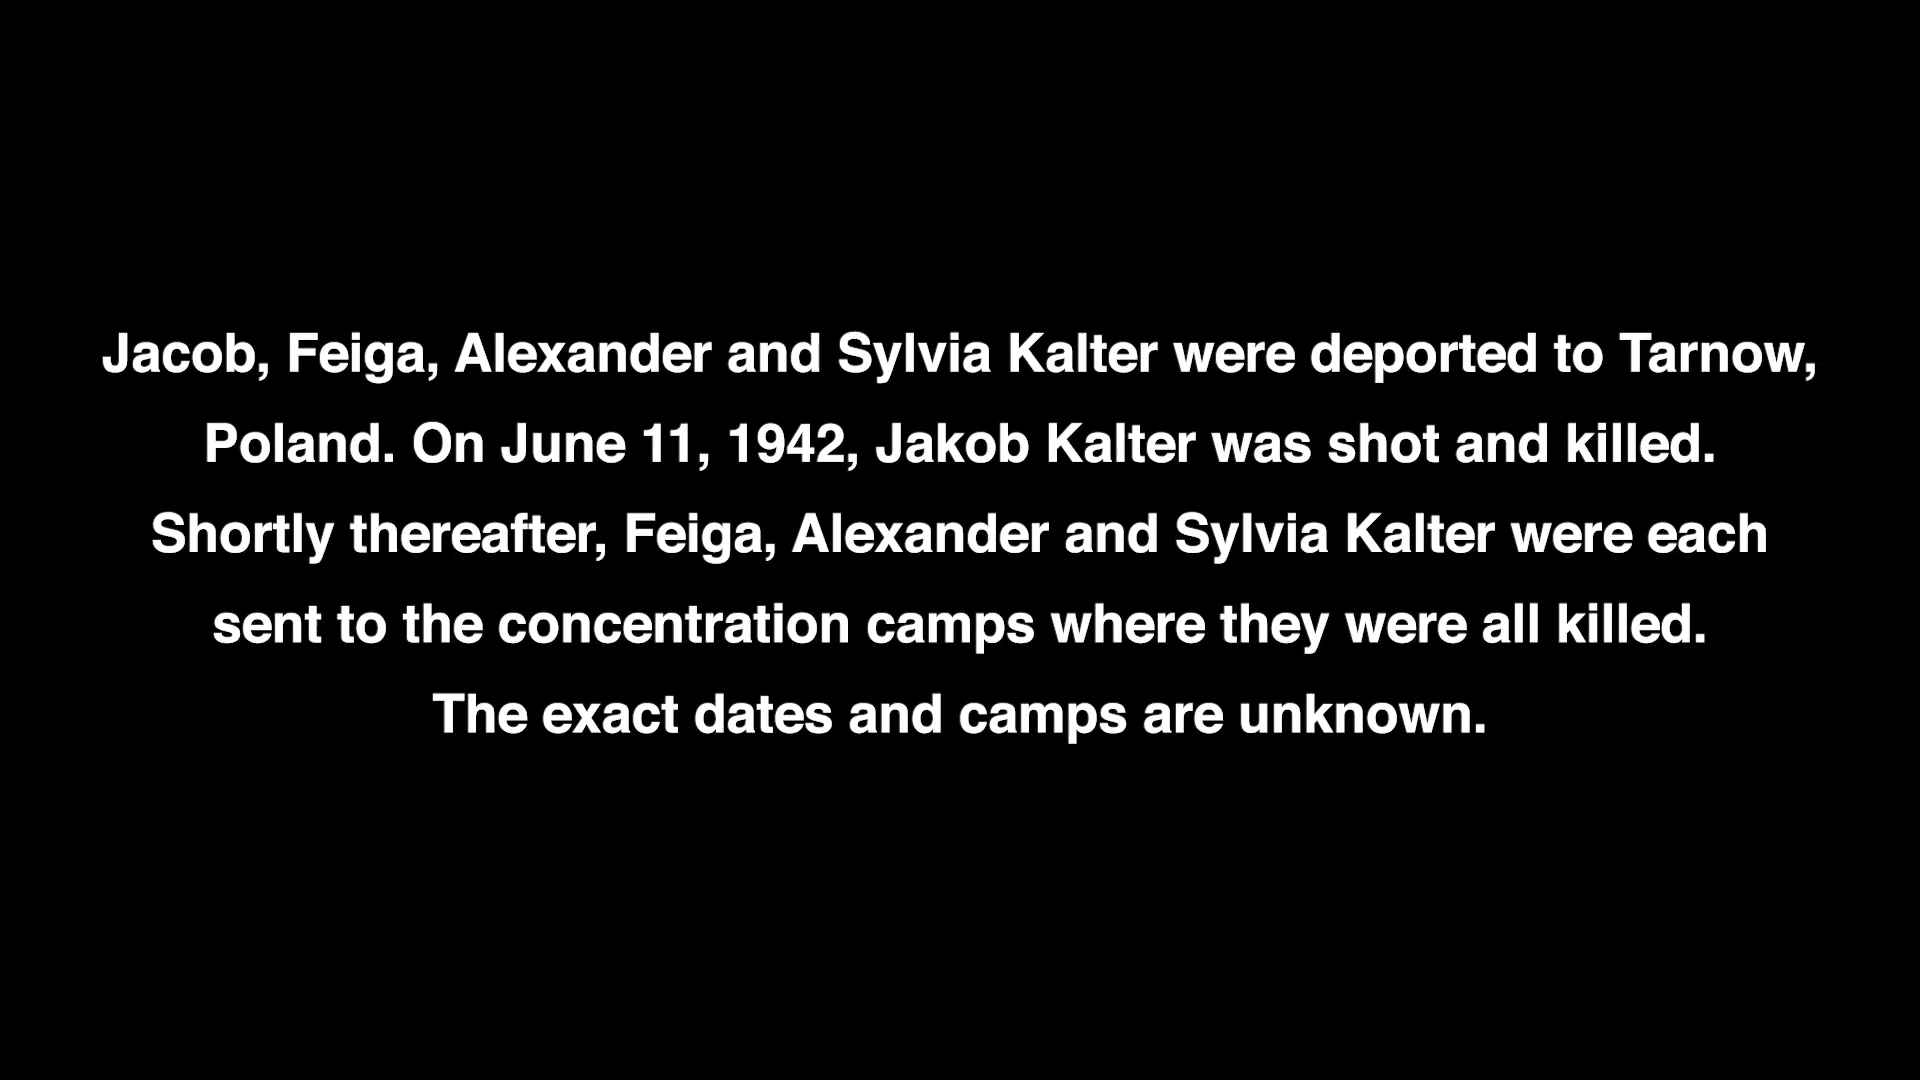 Jacob, Feiga, Alexander and Sylvia Kalter were deported to Tarnow,
Poland. On June 11, 1942, Jakob Kalter was shot and killed.
Shortly thereafter, Feiga, Alexander and Sylvia Kalter were each
sent to the concentration camps where they were all killed.
The exact dates and camps are unknown.